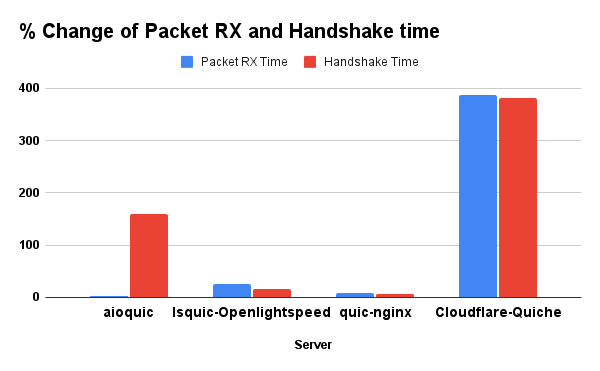 % Change of Packet RX and Handshake time
Packet RX Time Handshake Time
400
300
200
100
0
aioquic lsquic-Openlightspeed quic-nginx Cloudflare-Quiche
Server